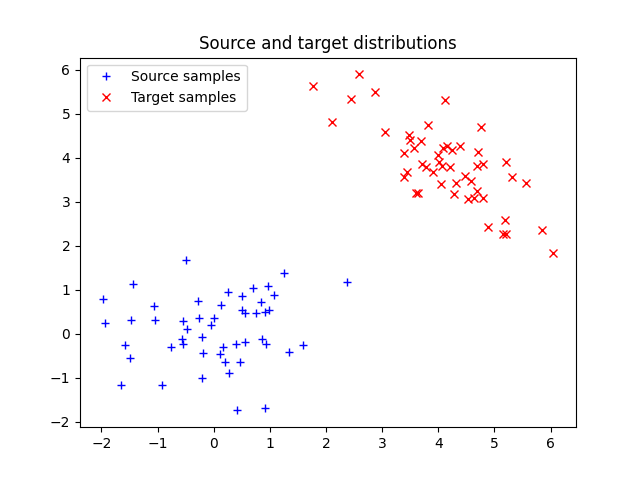 Source and target distributions
Source samples
Target samples
6
5
4
3
2
1
0
−1
−2
−2 −1 0 1 2 3 4 5 6